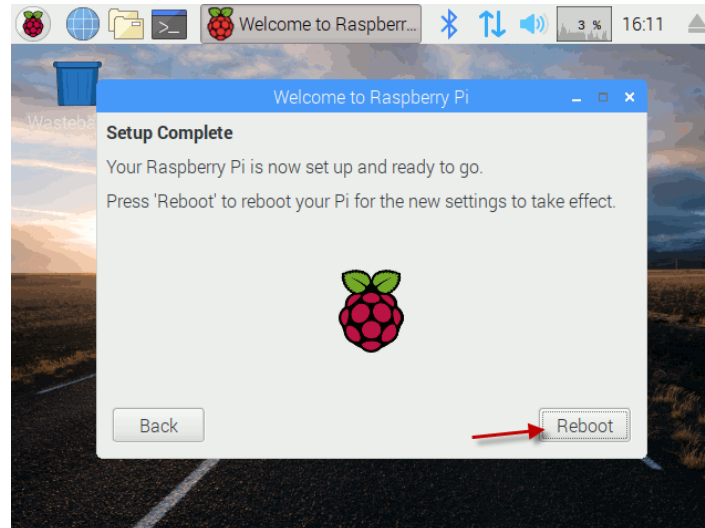 Welcome to Raspberr...
3 %
16:11
Welcome to Raspberry Pi
Setup Complete
Your Raspberry Pi is now set up and ready to go.
Press 'Reboot' to reboot your Pi for the new settings to take effect.
Back
Reboot